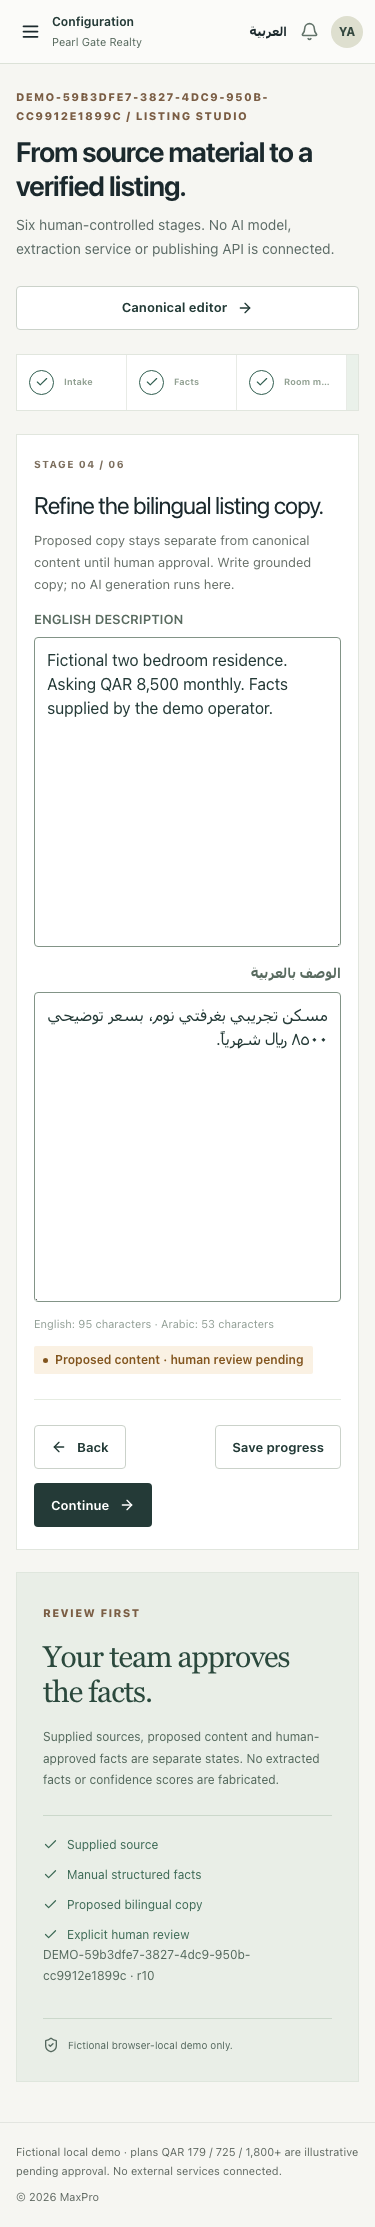 Configuration
Pearl Gate Realty
العربية
YA
DEMO-59B3DFE7-3827-4DC9-950B-
CC9912E1899C / LISTING STUDIO
From source material to a
verified listing.
Six human-controlled stages. No AI model,
extraction service or publishing API is connected.
Canonical editor
Intake
Facts
Room m...
STAGE 04 / 06
Refine the bilingual listing copy.
Proposed copy stays separate from canonical
content until human approval. Write grounded
copy; no AI generation runs here.
ENGLISH DESCRIPTION
Fictional two bedroom residence.
Asking QAR 8,500 monthly. Facts
supplied by the demo operator.
الوصف بالعربية
مسكن تجريبي بغرفتي نوم، بسعر توضيحي
٨٥٠٠ ريال شهرياً.
English: 95 characters · Arabic: 53 characters
Proposed content · human review pending
Back
Save progress
Continue
REVIEW FIRST
Your team approves
the facts.
Supplied sources, proposed content and human-
approved facts are separate states. No extracted
facts or confidence scores are fabricated.
Supplied source
Manual structured facts
Proposed bilingual copy
Explicit human review
DEMO-59b3dfe7-3827-4dc9-950b-
cc9912e1899c · r10
Fictional browser-local demo only.
Fictional local demo · plans QAR 179 / 725 / 1,800+ are illustrative
pending approval. No external services connected.
© 2026 MaxPro